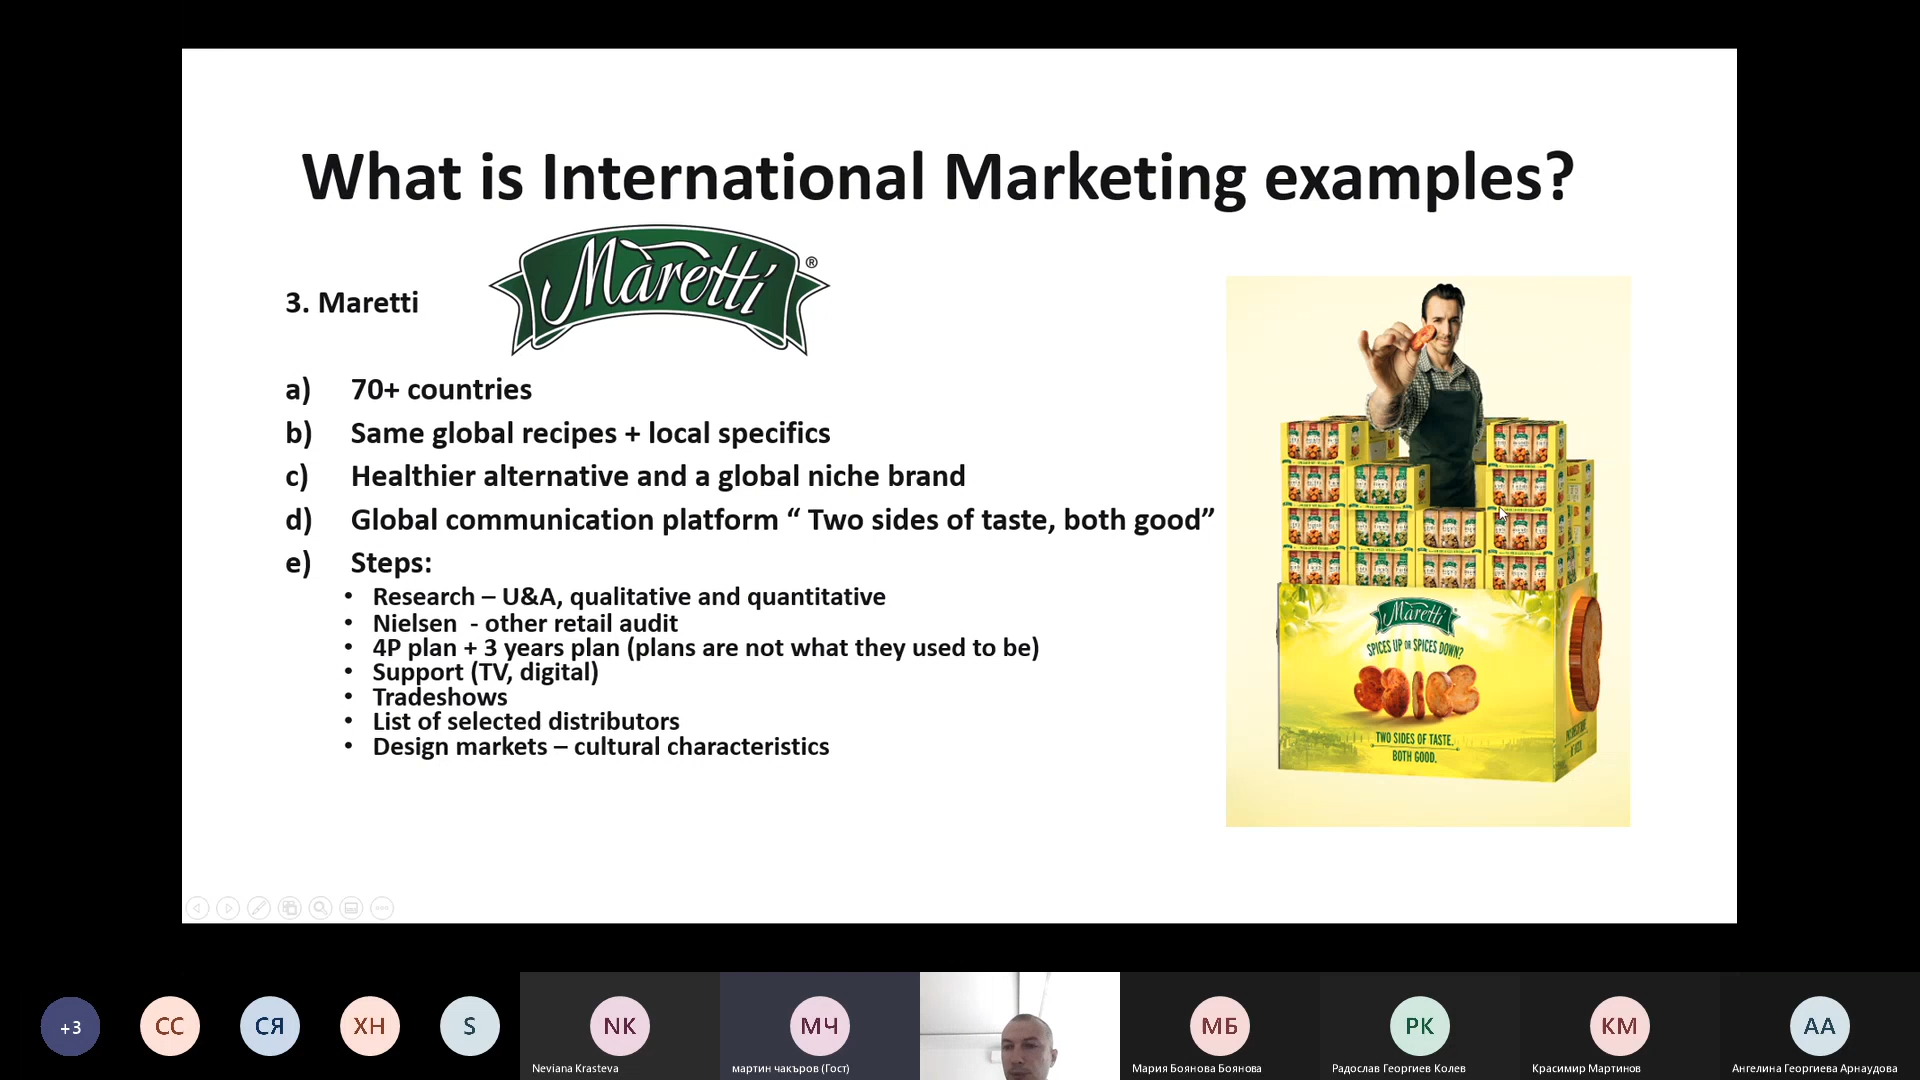 What is International Marketing examples?
Maretti ®
3. Maretti
a) 70+ countries
b) Same global recipes + local specifics
c) Healthier alternative and a global niche brand
d) Global communication platform “ Two sides of taste, both good”
e) Steps:
• Research – U&A, qualitative and quantitative
• Nielsen - other retail audit
• 4P plan + 3 years plan (plans are not what they used to be)
• Support (TV, digital)
• Tradeshows
• List of selected distributors
• Design markets – cultural characteristics
Maretti
SPICES UP OR SPICES DOWN?
TWO SIDES OF TASTE.
BOTH GOOD.
+3
СС
СЯ
ХН
S
NK
МЧ
МБ
РК
КМ
АА
Neviana Krasteva
мартин чакъров (Гост)
Мария Боянова Боянова
Радослав Георгиев Колев
Красимир Мартинов
Ангелина Георгиева Арнаудова